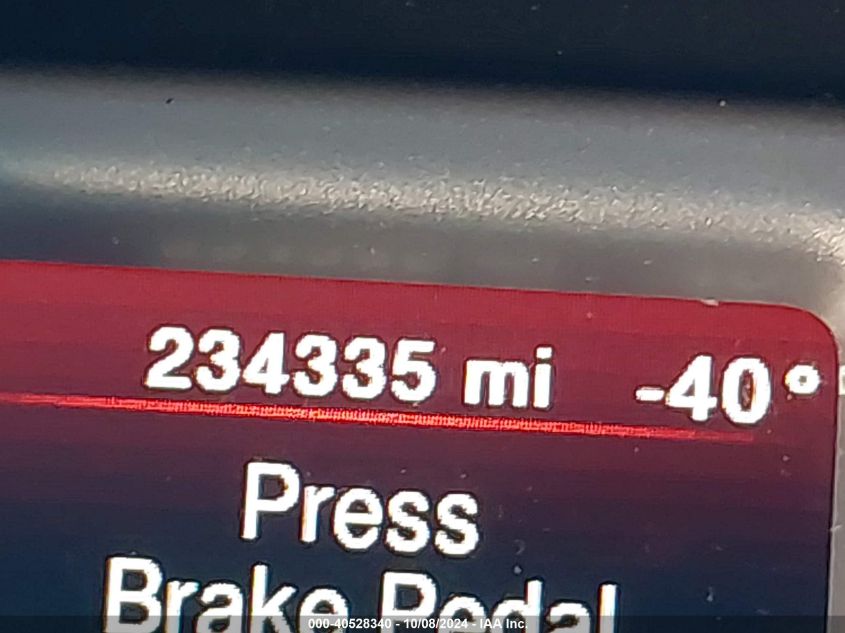 234335 mi -40°
Press
Brake Pedal
000-40528340 - 10/08/2024 - IAA Inc.